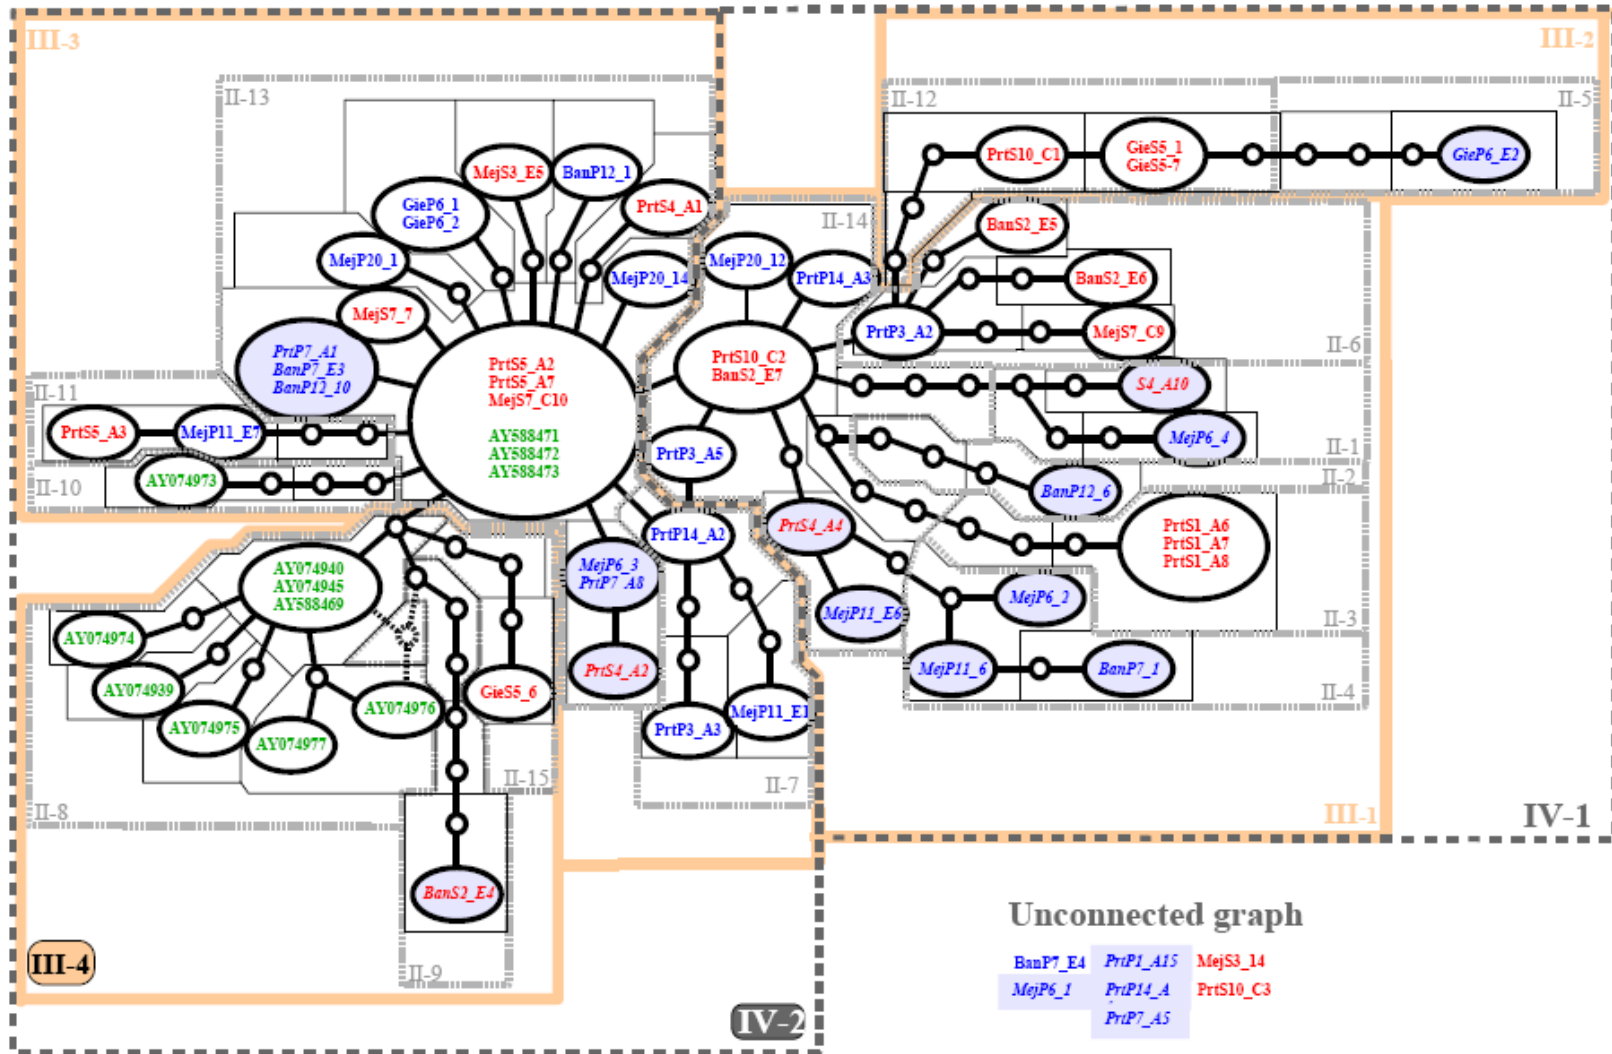 III-3
III-2
II-13
II-12
II-5
PrtS10_C1
GieS5_1
GieS5-7
GieP6_E2
MejS3_E5
BanP12_1
GieP6_1
GieP6_2
PrtS4_A1
II-14
BanS2_E5
MejP20_1
MejP20_14
MejP20_12
PrtP14_A3
BanS2_E6
MejS7_7
PrtP3_A2
MejS7_C9
PrtP7_A1
BanP7_E3
BanP12_10
PrtS5_A2
PrtS5_A7
MejS7_C10
PrtS10_C2
BanS2_E7
II-6
S4_A10
II-11
PrtS5_A3
MejP11_E7
AY588471
AY588472
AY588473
PrtP3_A5
MejP6_4
II-1
II-10
AY074973
BanP12_6
II-2
PrtP14_A2
PrtS4_A4
PrtS1_A6
PrtS1_A7
PrtS1_A8
AY074940
AY074945
AY588469
MejP6_3
PrtP7_A8
MejP6_2
MejP11_E6
II-3
AY074974
AY074939
PrtS4_A2
MejP11_6
BanP7_1
GieS5_6
AY074976
II-4
AY074975
AY074977
PrtP3_A3
MejP11_E1
II-15
II-7
II-8
III-1
IV-1
BanS2_E4
Unconnected graph
III-4
II-9
BanP7_E4
PrtP1_A15
MejS3_14
MejP6_1
PrtP14_A
PrtS10_C3
PrtP7_A5
IV-2